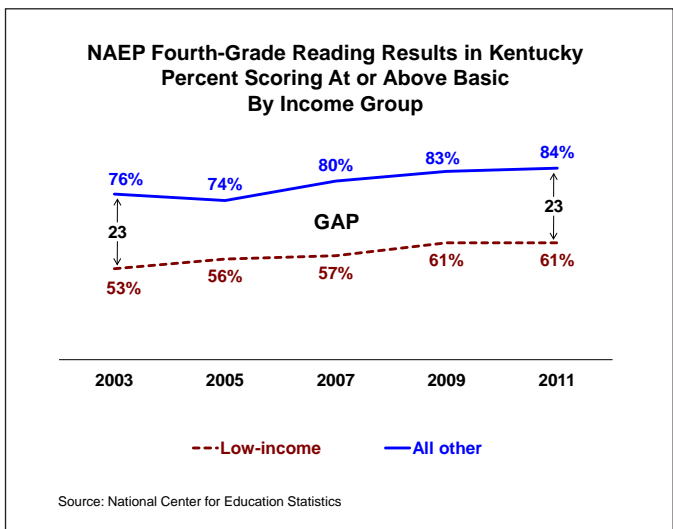 NAEP Fourth-Grade Reading Results in Kentucky
Percent Scoring At or Above Basic
By Income Group
76%
74%
80%
83%
84%
23
GAP
23
53%
56%
57%
61%
61%
2003
2005
2007
2009
2011
Low-income
All other
Source: National Center for Education Statistics